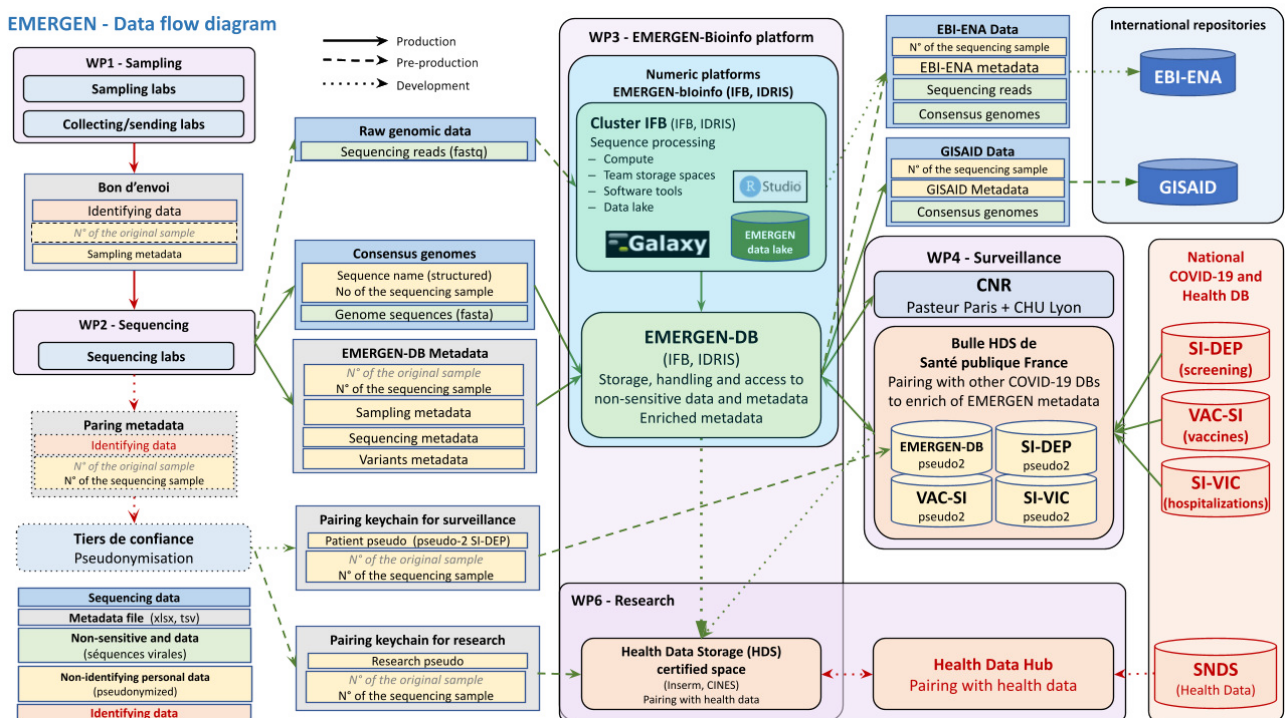 EMERGEN - Data flow diagram
Production
Pre-production
Development
WP1 - Sampling
Sampling labs
Collecting/sending labs
Bon d'envoi
Identifying data
N° of the original sample
Sampling metadata
WP2 - Sequencing
Sequencing labs
Paring metadata
Identifying data
N° of the original sample
N° of the sequencing sample
Tiers de confiance
Pseudonymisation
Sequencing data
Metadata file (xlsx, tsv)
Non-sensitive and data
(séquences virales)
Non-identifying personal data
(pseudonymized)
Identifying data
Raw genomic data
Sequencing reads (fastq)
Consensus genomes
Sequence name (structured)
No of the sequencing sample
Genome sequences (fasta)
EMERGEN-DB Metadata
N° of the original sample
N° of the sequencing sample
Sampling metadata
Sequencing metadata
Variants metadata
Pairing keychain for surveillance
Patient pseudo (pseudo-2 SI-DEP)
N° of the original sample
N° of the sequencing sample
Pairing keychain for research
Research pseudo
N° of the original sample
N° of the sequencing sample
WP3 - EMERGEN-Bioinfo platform
Numeric platforms
EMERGEN-bIoinfo (IFB, IDRIS)
Cluster IFB (IFB, IDRIS)
Sequence processing
– Compute
– Team storage spaces
– Software tools
– Data lake
R Studio
Galaxy
EMERGEN
data lake
EMERGEN-DB
(IFB, IDRIS)
Storage, handling and access to
non-sensitive data and metadata
Enriched metadata
EBI-ENA Data
N° of the sequencing sample
EBI-ENA metadata
Sequencing reads
Consensus genomes
GISAID Data
N° of the sequencing sample
GISAID Metadata
Consensus genomes
International repositories
EBI-ENA
GISAID
WP4 - Surveillance
CNR
Pasteur Paris + CHU Lyon
Bulle HDS de
Santé publique France
Pairing with other COVID-19 DBs
to enrich of EMERGEN metadata
EMERGEN-DB
pseudo2
SI-DEP
pseudo2
VAC-SI
pseudo2
SI-VIC
pseudo2
National
COVID-19 and
Health DB
SI-DEP
(screening)
VAC-SI
(vaccines)
SI-VIC
(hospitalizations)
SNDS
(Health Data)
WP6 - Research
Health Data Storage (HDS)
certified space
(Inserm, CINES)
Pairing with health data
Health Data Hub
Pairing with health data